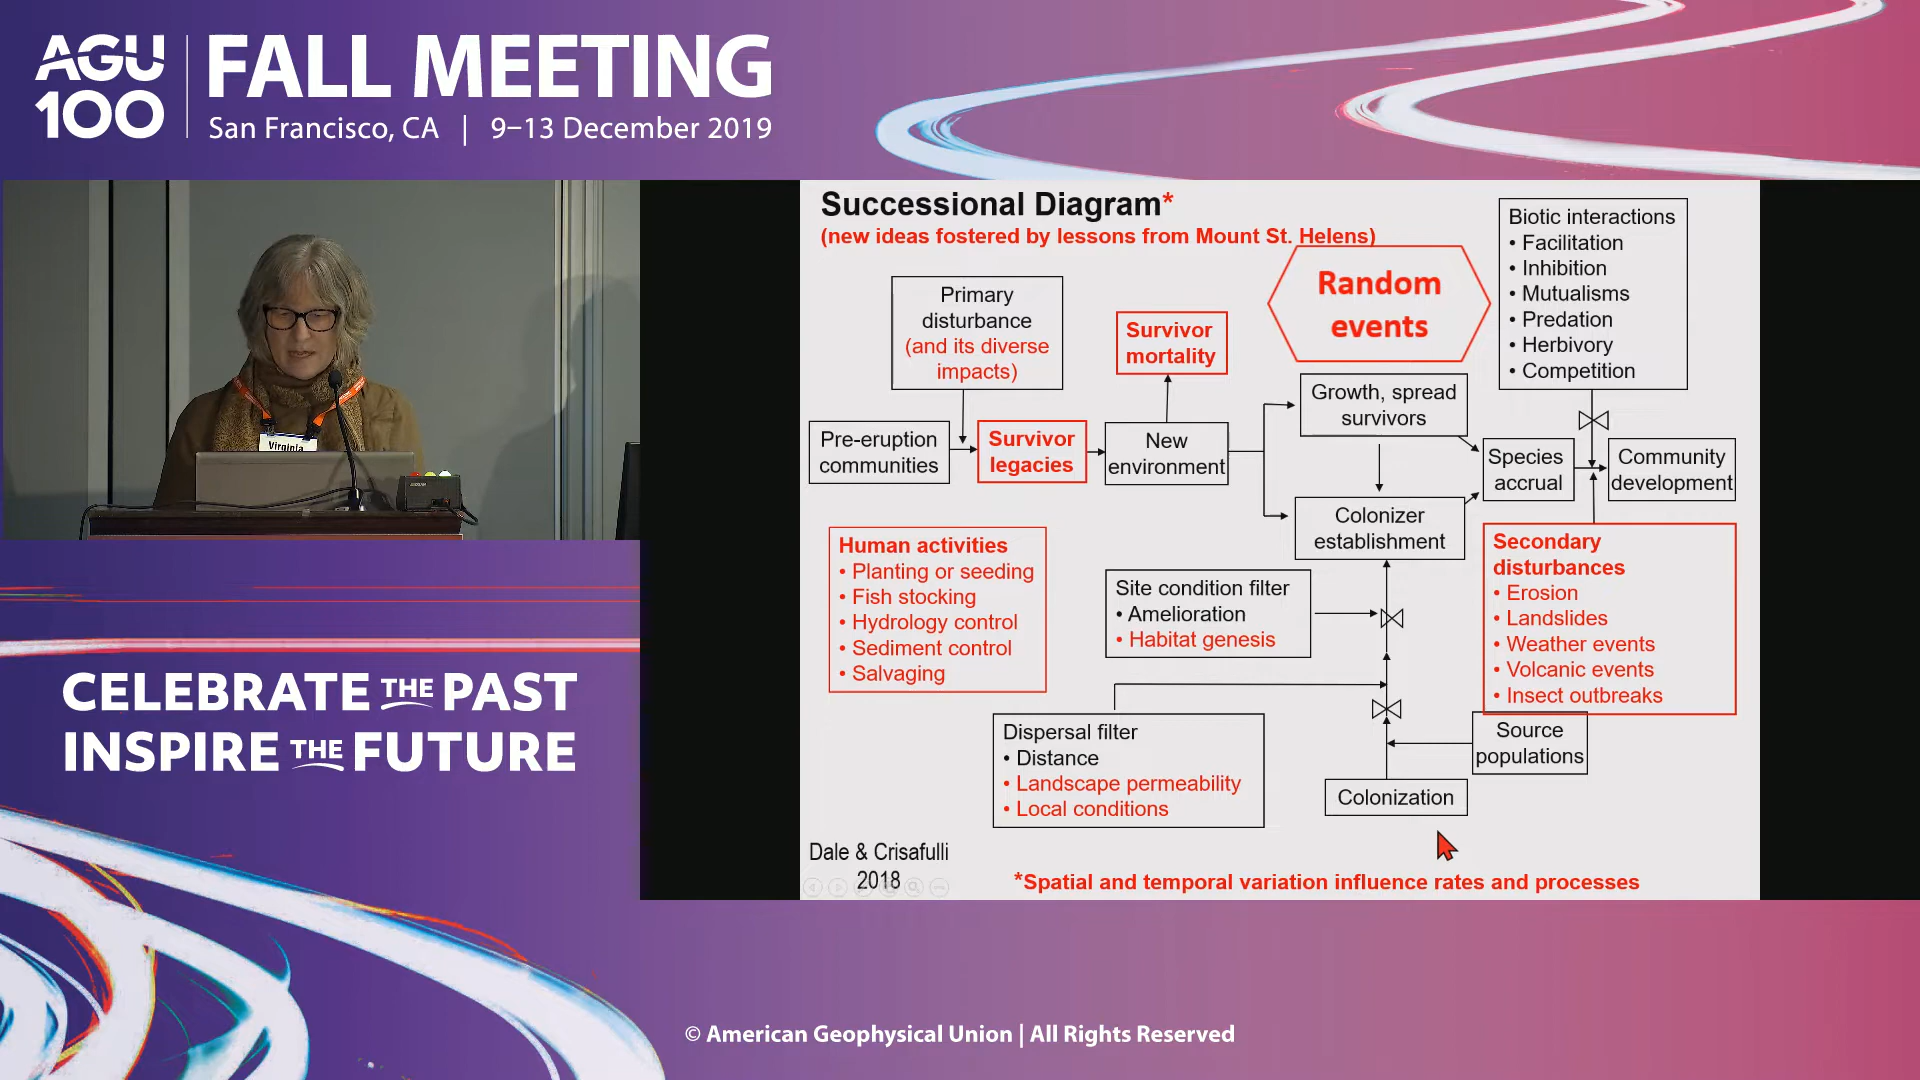 AGU
100
FALL MEETING
San Francisco, CA | 9–13 December 2019
Virginia
CELEBRATE THE PAST
INSPIRE THE FUTURE
Successional Diagram*
(new ideas fostered by lessons from Mount St. Helens)
Random
events
Biotic interactions
• Facilitation
• Inhibition
• Mutualisms
• Predation
• Herbivory
• Competition
Primary
disturbance
(and its diverse
impacts)
Survivor
mortality
Growth, spread
survivors
Pre-eruption
communities
Survivor
legacies
New
environment
Species
accrual
Community
development
Colonizer
establishment
Human activities
• Planting or seeding
• Fish stocking
• Hydrology control
• Sediment control
• Salvaging
Site condition filter
• Amelioration
• Habitat genesis
Secondary
disturbances
• Erosion
• Landslides
• Weather events
• Volcanic events
• Insect outbreaks
Dispersal filter
• Distance
• Landscape permeability
• Local conditions
Source
populations
Colonization
Dale & Crisafulli
2018
*Spatial and temporal variation influence rates and processes
© American Geophysical Union | All Rights Reserved